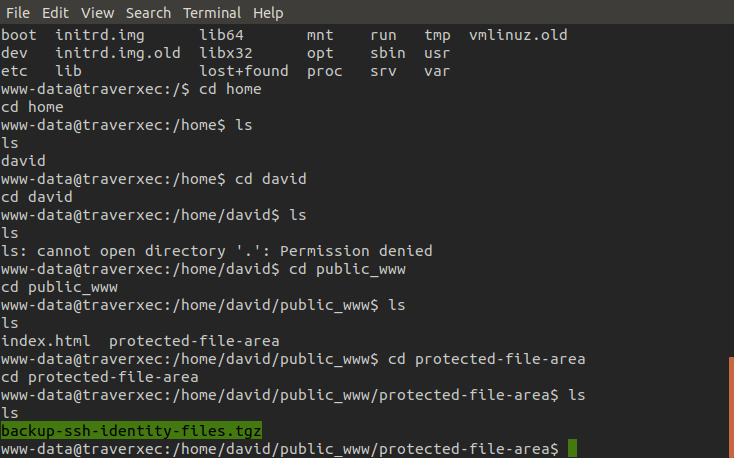 File Edit View Search Terminal Help
boot initrd.img lib64 mnt run tmp vmlinuz.old
dev initrd.img.old libx32 opt sbin usr
etc lib lost+found proc srv var
www-data@traverxec:/$ cd home
cd home
www-data@traverxec:/home$ ls
ls
david
www-data@traverxec:/home$ cd david
cd david
www-data@traverxec:/home/david$ ls
ls
ls: cannot open directory '.': Permission denied
www-data@traverxec:/home/david$ cd public_www
cd public_www
www-data@traverxec:/home/david/public_www$ ls
ls
index.html protected-file-area
www-data@traverxec:/home/david/public_www$ cd protected-file-area
cd protected-file-area
www-data@traverxec:/home/david/public_www/protected-file-area$ ls
ls
backup-ssh-identity-files.tgz
www-data@traverxec:/home/david/public_www/protected-file-area$